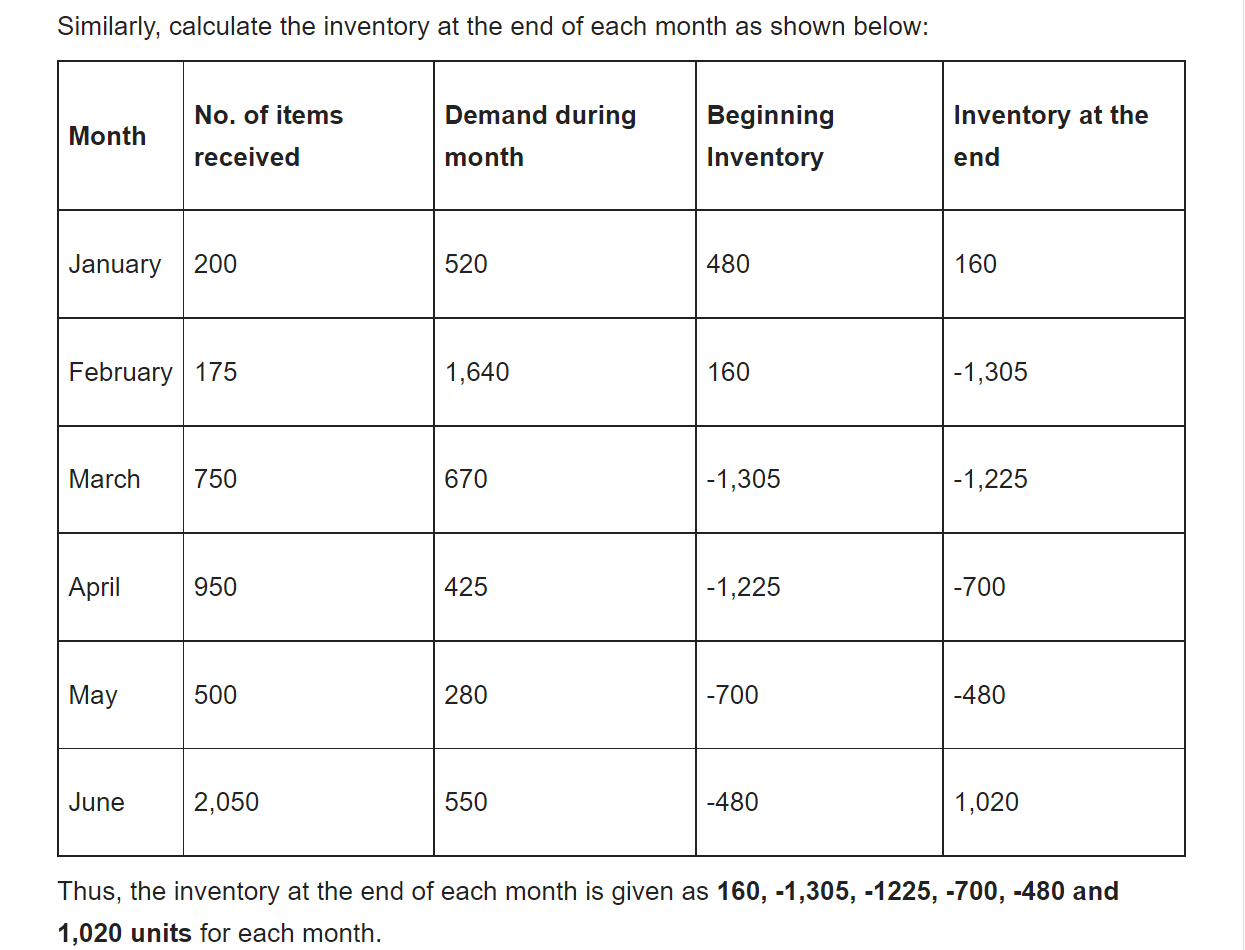 Similarly, calculate the inventory at the end of each month as shown below:
Month No. of items received Demand during month Beginning Inventory Inventory at the end
January 200 520 480 160
February 175 1,640 160 -1,305
March 750 670 -1,305 -1,225
April 950 425 -1,225 -700
May 500 280 -700 -480
June 2,050 550 -480 1,020
Thus, the inventory at the end of each month is given as 160, -1,305, -1225, -700, -480 and
1,020 units for each month.